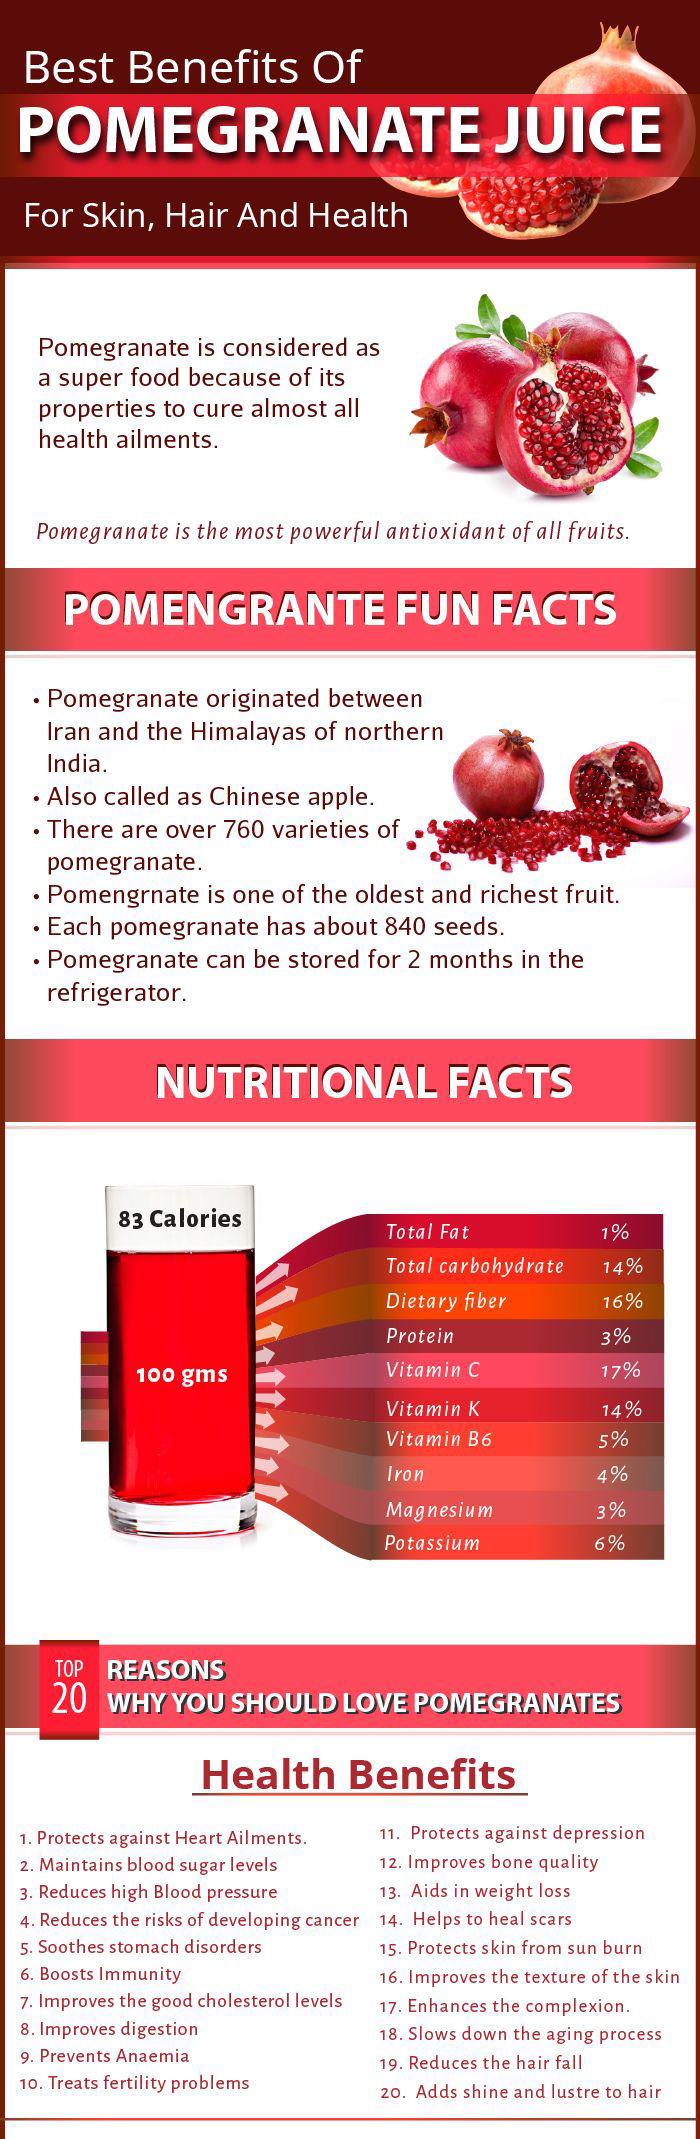 Best Benefits Of
POMEGRANATE JUICE
For Skin, Hair And Health
Pomegranate is considered as
a super food because of its
properties to cure almost all
health ailments.
Pomegranate is the most powerful antioxidant of all fruits.
POMENGRANTE FUN FACTS
• Pomegranate originated between
Iran and the Himalayas of northern
India.
• Also called as Chinese apple.
• There are over 760 varieties of
pomegranate.
• Pomengrnate is one of the oldest and richest fruit.
• Each pomegranate has about 840 seeds.
• Pomegranate can be stored for 2 months in the
refrigerator.
NUTRITIONAL FACTS
83 Calories
100 gms
Total Fat 1%
Total carbohydrate 14%
Dietary fiber 16%
Protein 3%
Vitamin C 17%
Vitamin K 14%
Vitamin B6 5%
Iron 4%
Magnesium 3%
Potassium 6%
TOP
20
REASONS
WHY YOU SHOULD LOVE POMEGRANATES
Health Benefits
1. Protects against Heart Ailments.
2. Maintains blood sugar levels
3. Reduces high Blood pressure
4. Reduces the risks of developing cancer
5. Soothes stomach disorders
6. Boosts Immunity
7. Improves the good cholesterol levels
8. Improves digestion
9. Prevents Anaemia
10. Treats fertility problems
11. Protects against depression
12. Improves bone quality
13. Aids in weight loss
14. Helps to heal scars
15. Protects skin from sun burn
16. Improves the texture of the skin
17. Enhances the complexion.
18. Slows down the aging process
19. Reduces the hair fall
20. Adds shine and lustre to hair